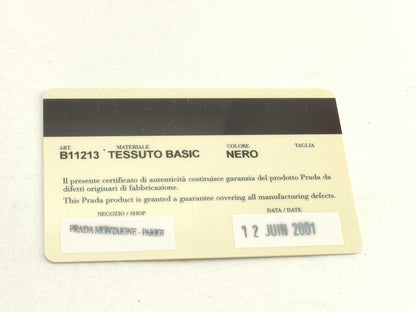 ART. MATERIALE COLORE TAGLIA
B11213 TESSUTO BASIC NERO
Il presente certificato di autenticità costituisce garanzia del prodotto Prada da
difetti originari di fabbricazione.
This Prada product is granted a guarantee covering all manufacturing defects.
NEGOZIO / SHOP DATA / DATE
PRADA MONTAIGNE - PARIGI 12 JUIN 2001